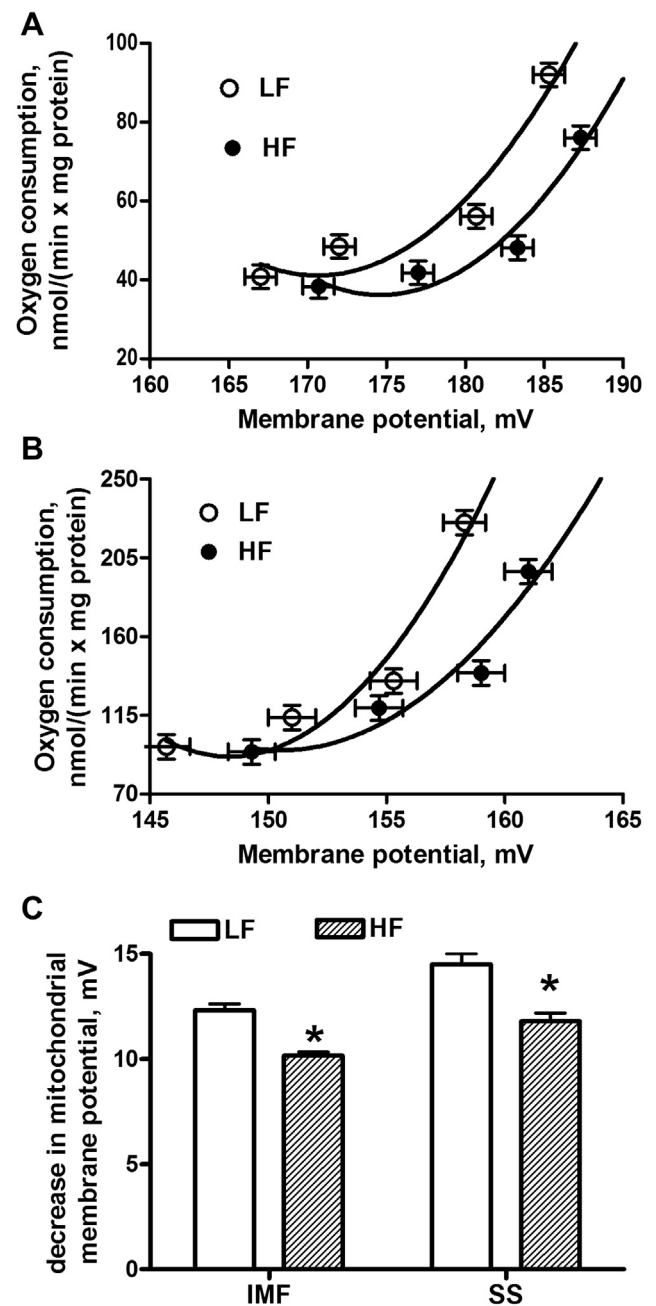 A
Oxygen consumption,
nmol/(min x mg protein)
100
80
60
40
20
LF
HF
160 165 170 175 180 185 190
Membrane potential, mV
B
Oxygen consumption,
nmol/(min x mg protein)
250
205
160
115
70
LF
HF
145 150 155 160 165
Membrane potential, mV
C
LF HF
decrease in mitochondrial
membrane potential, mV
15
10
5
0
* *
IMF SS